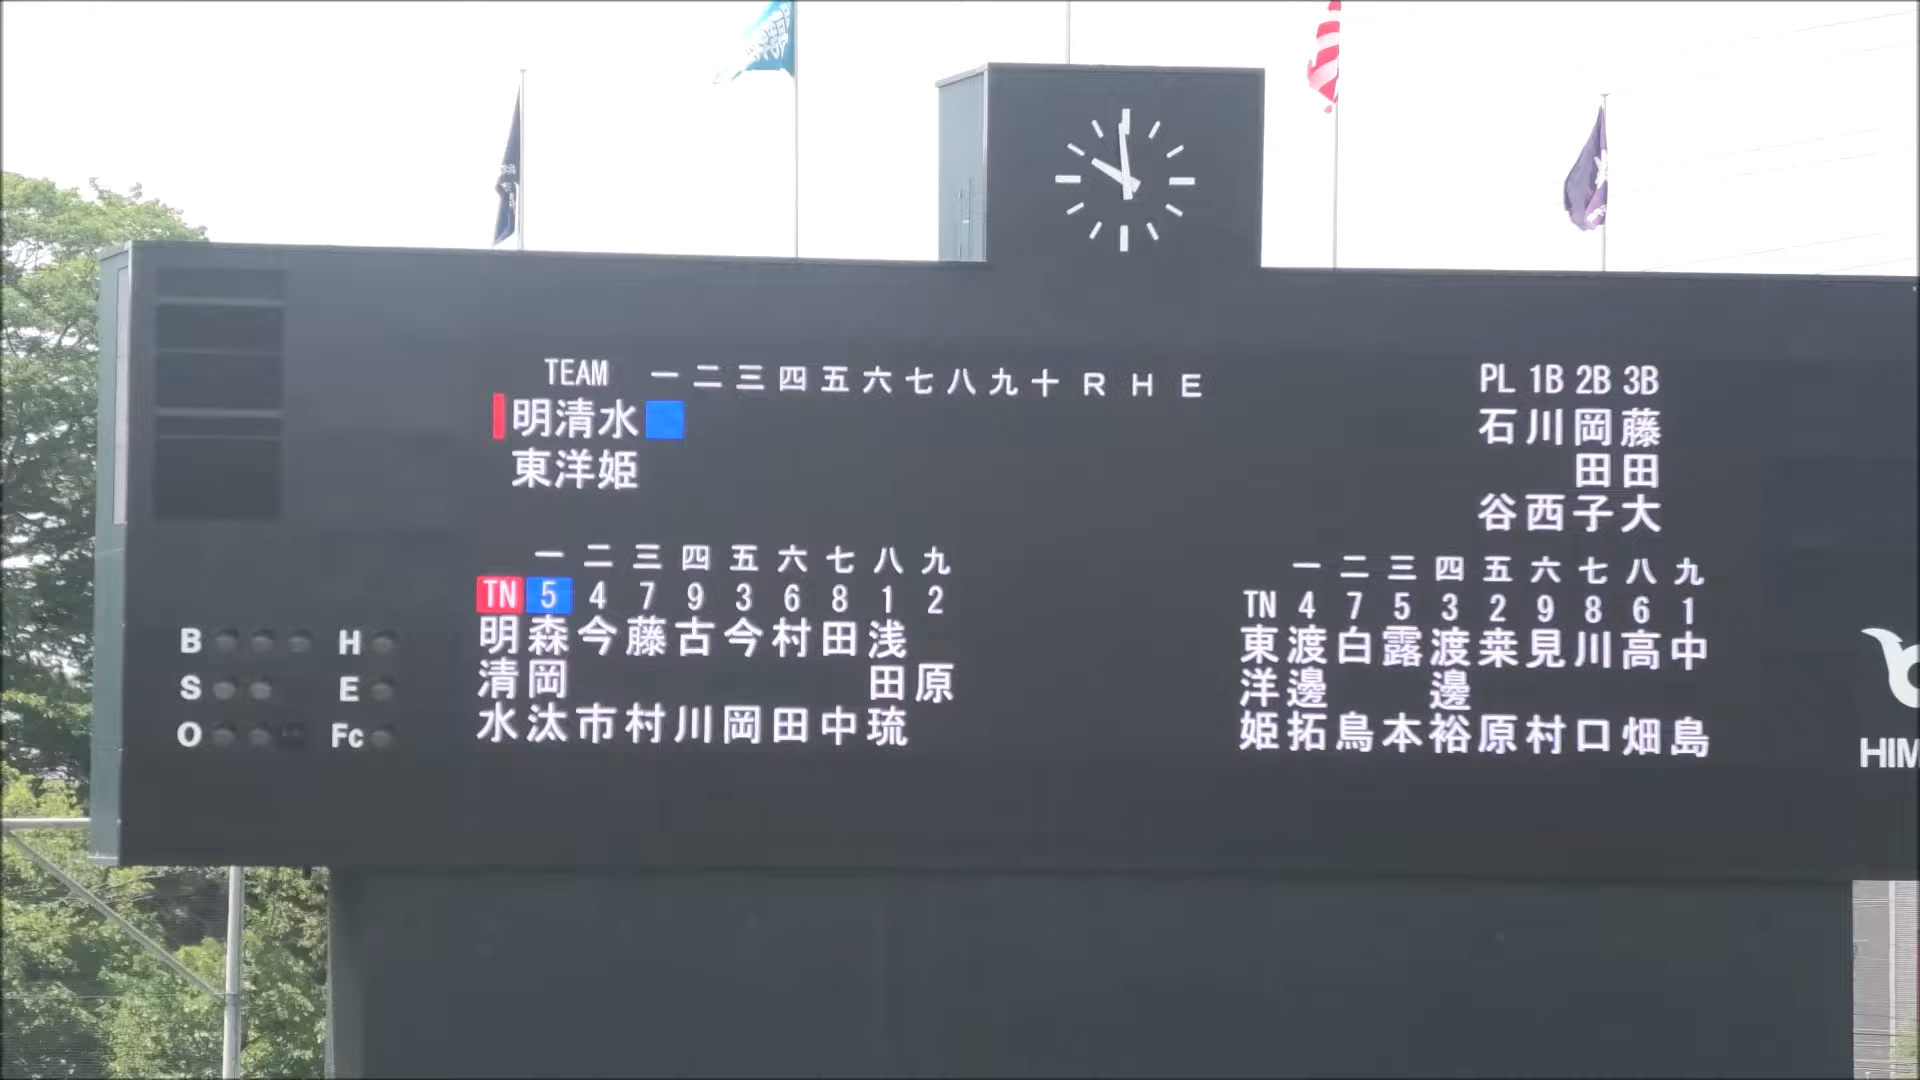 TEAM 一 二 三 四 五 六 七 八 九 十 R H E
明清水
東洋姫
PL 1B 2B 3B
石谷 川西 岡田子 藤田大
一 二 三 四 五 六 七 八 九
TN 5 4 7 9 3 6 8 1 2
明清水 森岡汰 今市 藤村 古川 今岡 村田 田中 浅田琉 原
一 二 三 四 五 六 七 八 九
TN 4 7 5 3 2 9 8 6 1
東洋姫 渡邊拓 白鳥 露本 渡邊裕 桒原 見村 川口 高畑 中島
B H
S E
O Fc
HIM